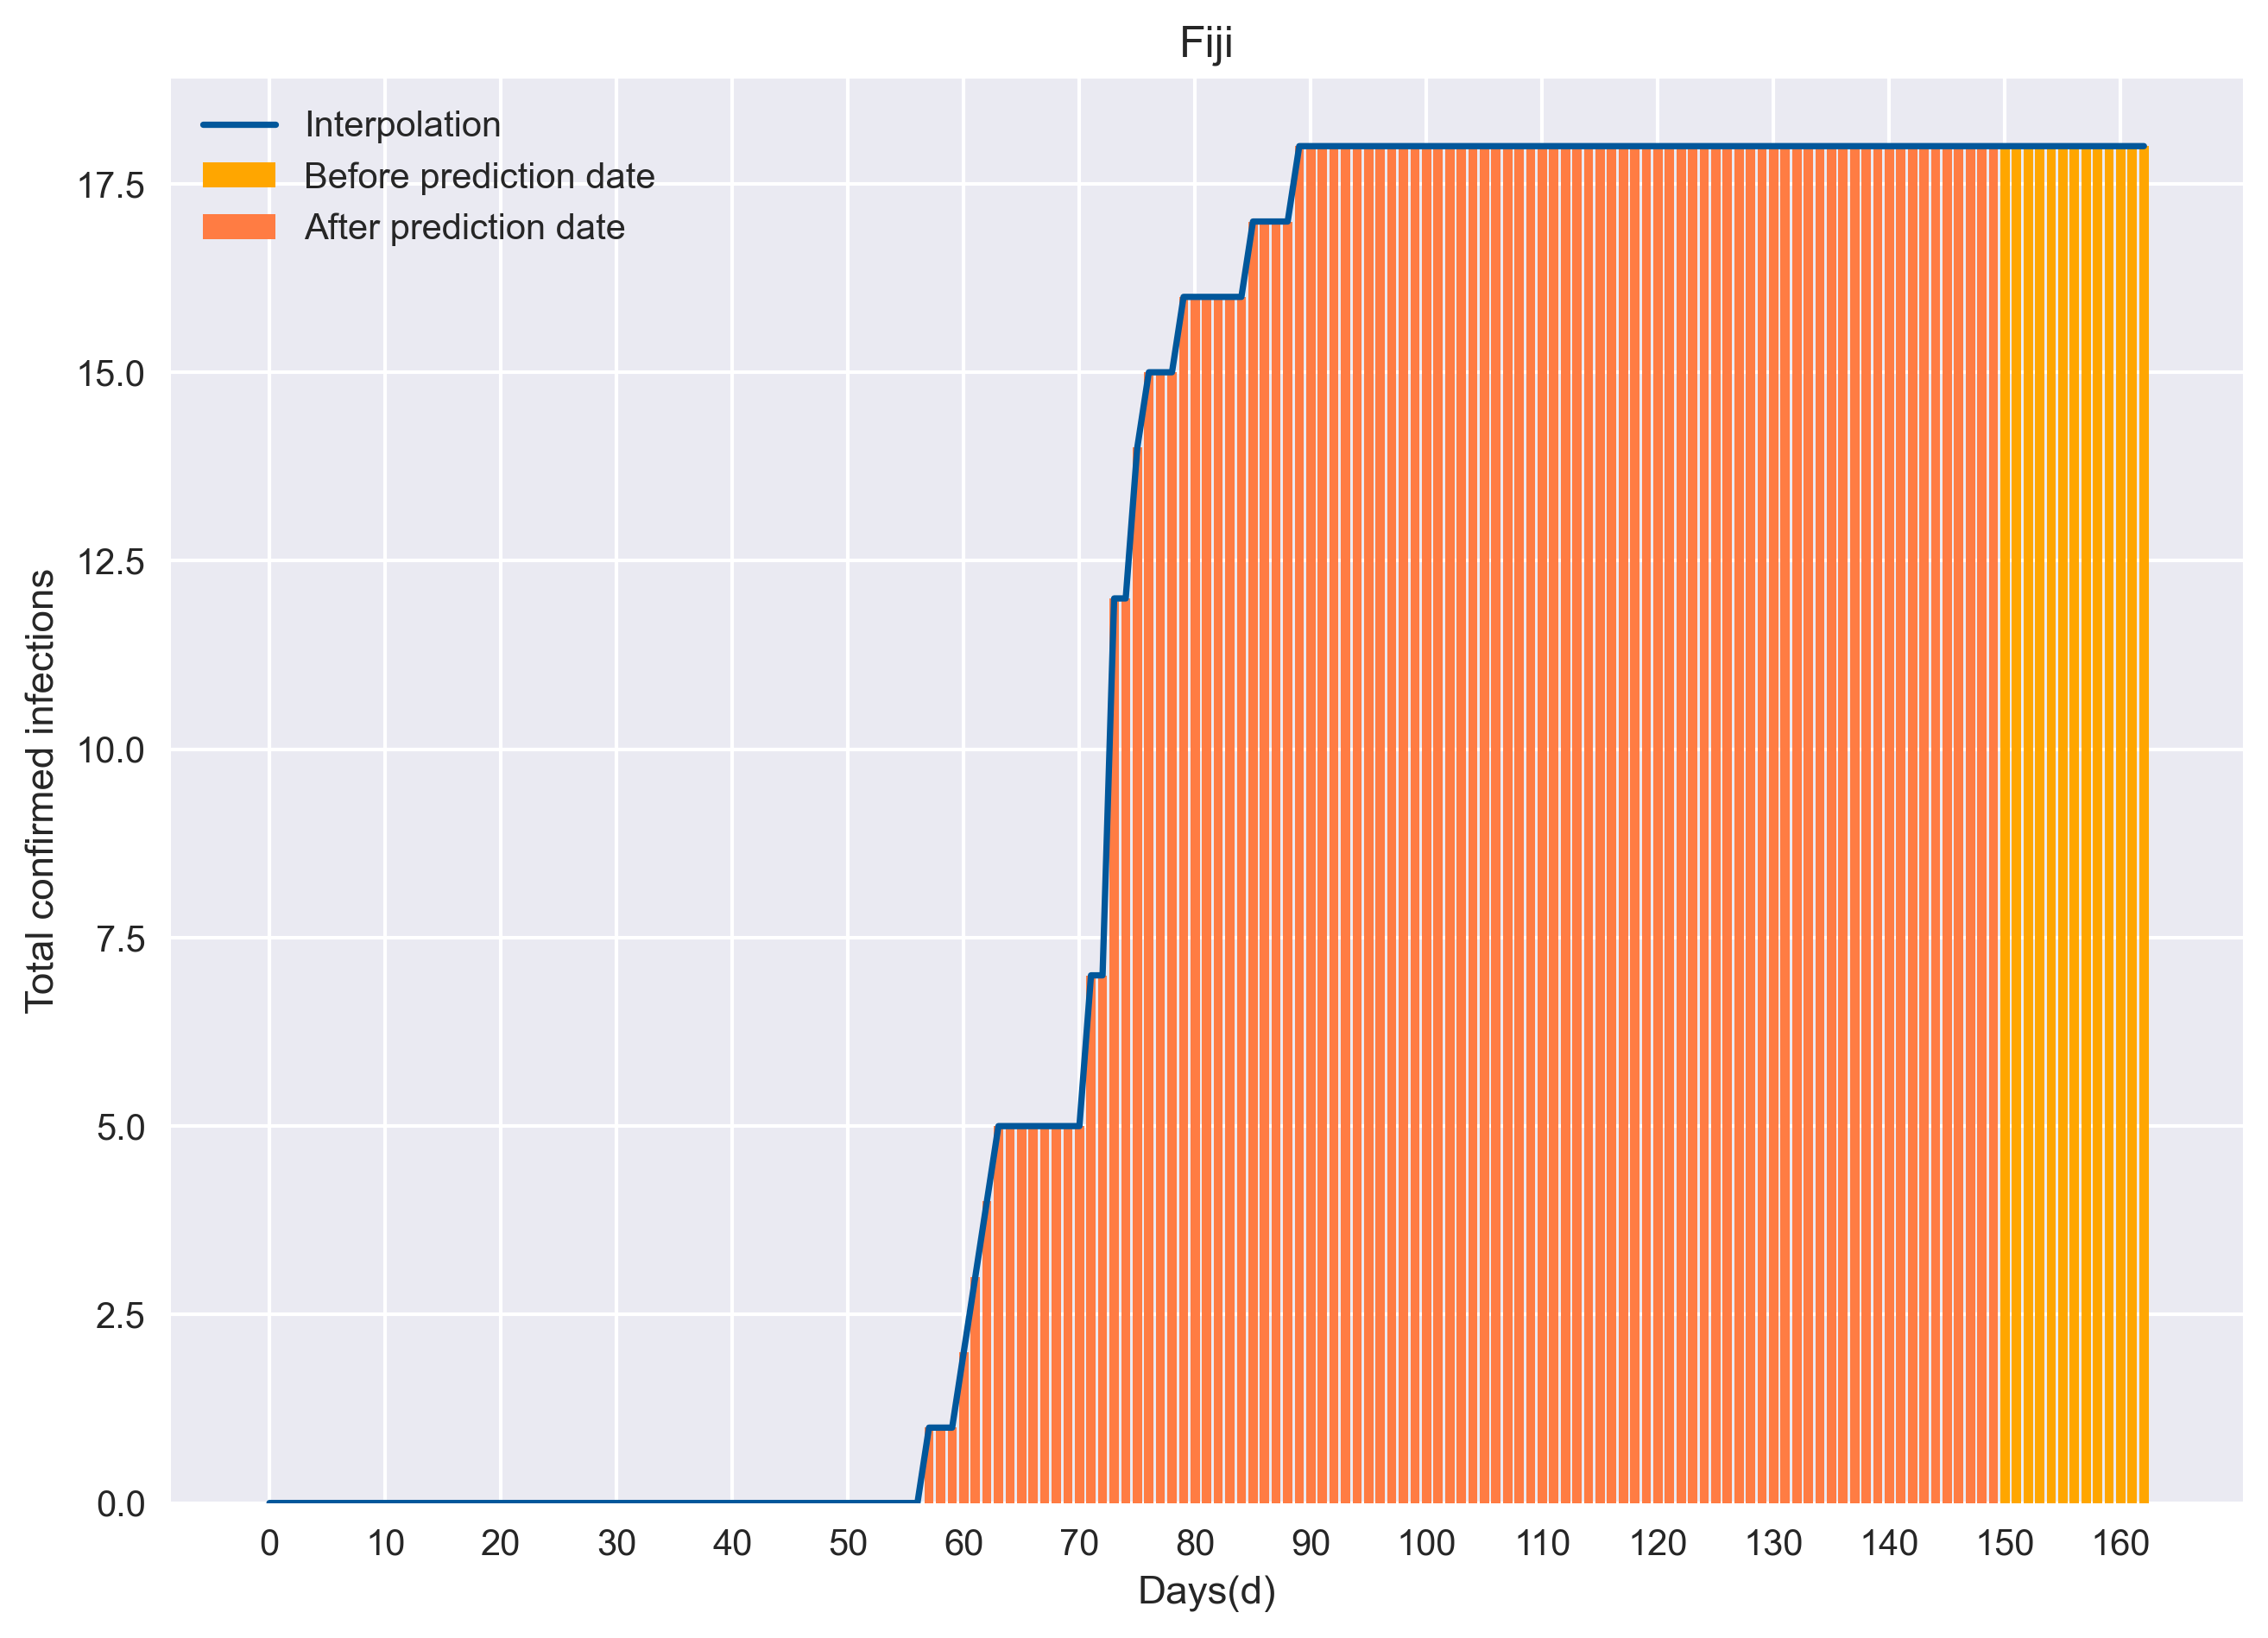 Fiji
Interpolation
Before prediction date
After prediction date
17.5
15.0
12.5
10.0
7.5
5.0
2.5
0.0
Total confirmed infections
0 10 20 30 40 50 60 70 80 90 100 110 120 130 140 150 160
Days(d)